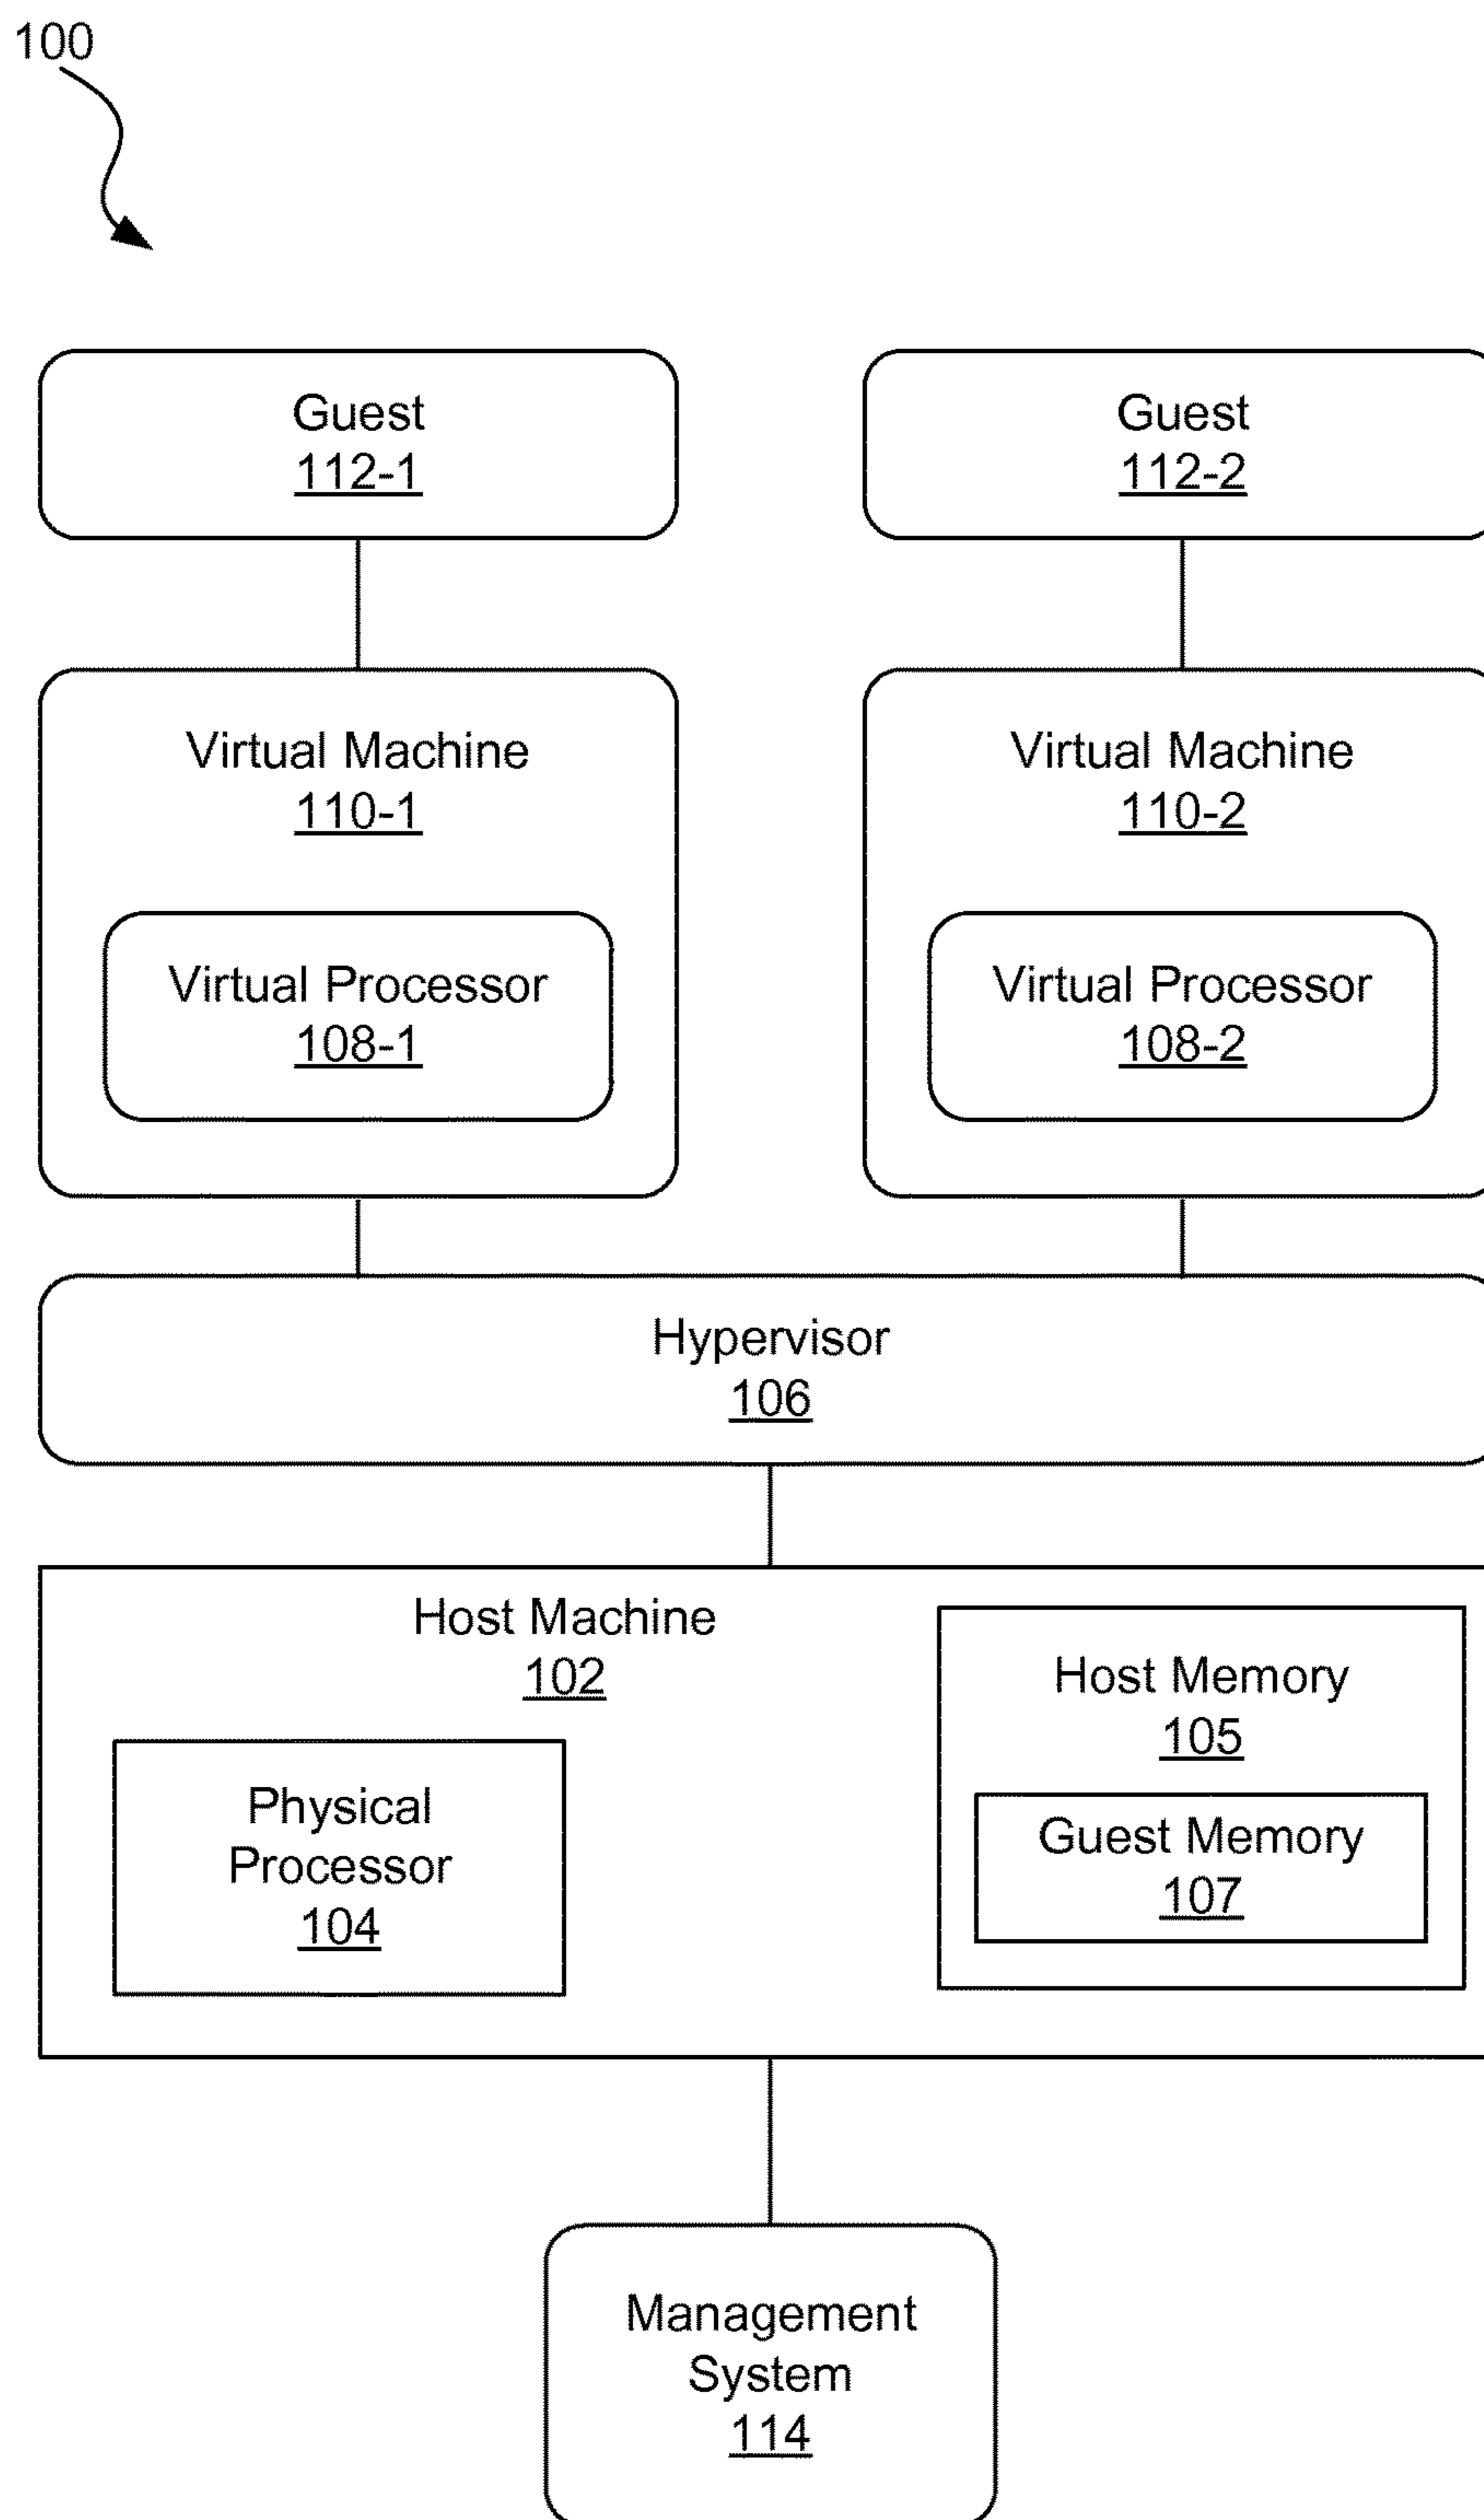 100
Guest
112-1
Guest
112-2
Virtual Machine
110-1
Virtual Processor
108-1
Virtual Machine
110-2
Virtual Processor
108-2
Hypervisor
106
Host Machine
102
Physical
Processor
104
Host Memory
105
Guest Memory
107
Management
System
114